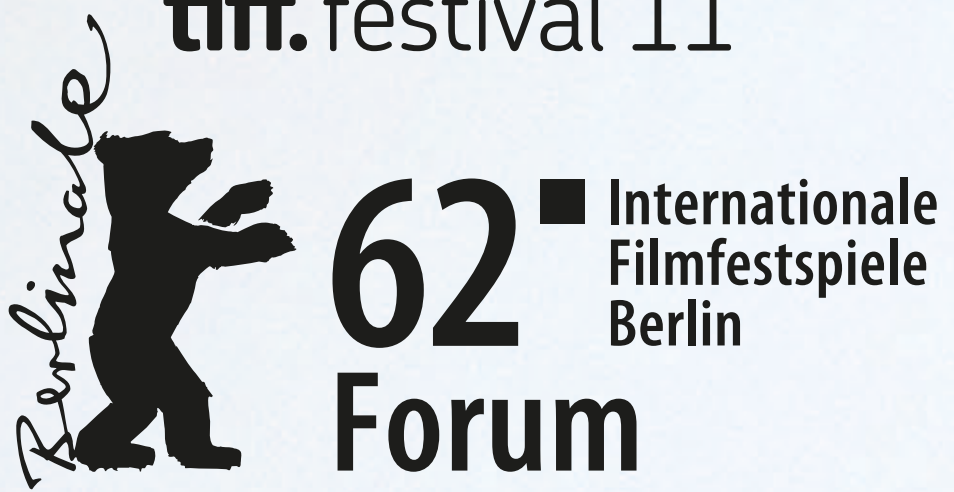 tiff. festival 11
Berlinale
62 Internationale
Filmfestspiele
Berlin
Forum